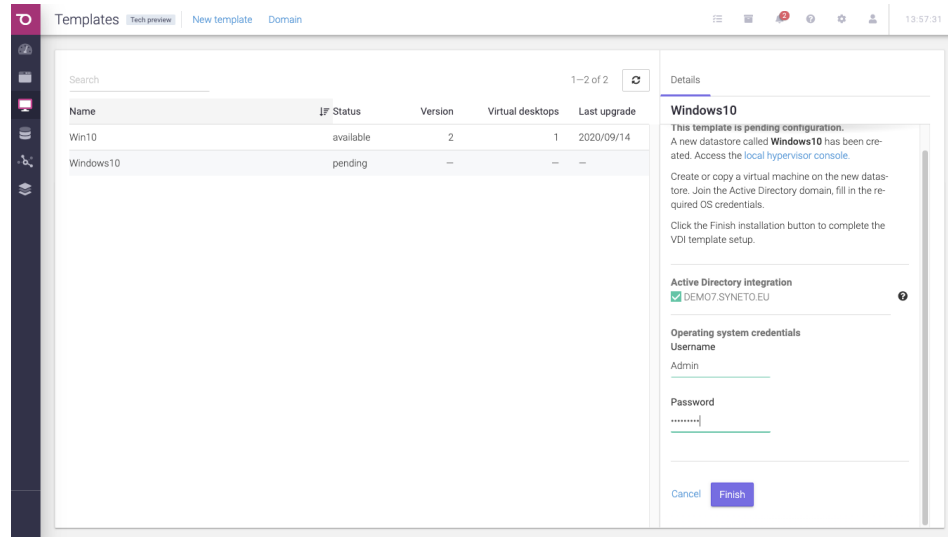 Templates Tech preview New template Domain 2 13:57:31
Search 1–2 of 2
Name Status Version Virtual desktops Last upgrade
Win10 available 2 1 2020/09/14
Windows10 pending – – –
Details
Windows10
This template is pending configuration.
A new datastore called Windows10 has been cre-
ated. Access the local hypervisor console.
Create or copy a virtual machine on the new datas-
tore. Join the Active Directory domain, fill in the re-
quired OS credentials.
Click the Finish installation button to complete the
VDI template setup.
Active Directory integration
DEMO7.SYNETO.EU
Operating system credentials
Username
Admin
Password
•••••••••
Cancel Finish